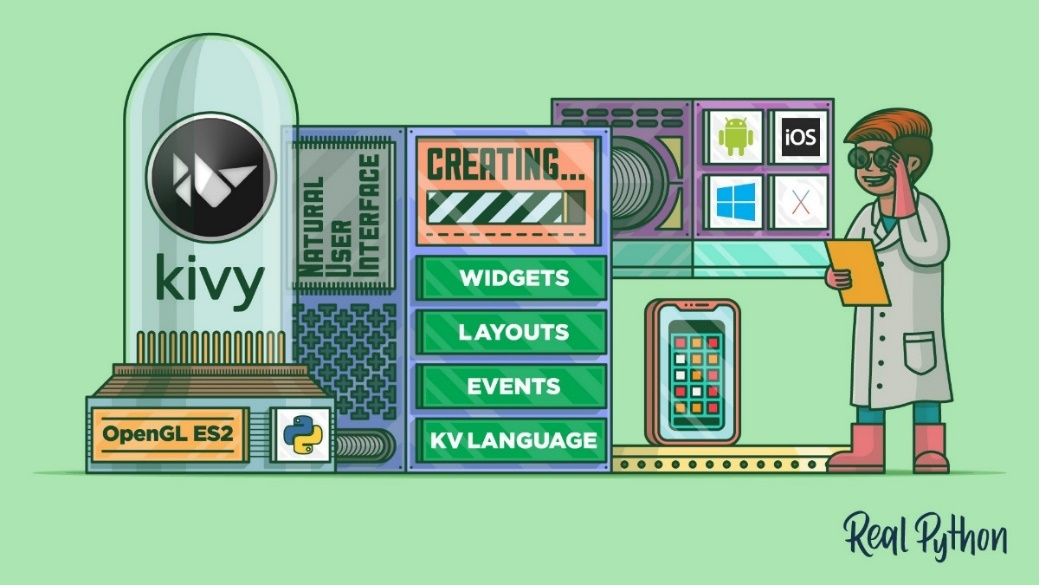 kivy
OpenGL ES2
NATURAL
USER
INTERFACE
CREATING...
WIDGETS
LAYOUTS
EVENTS
KV LANGUAGE
iOS
X
Real Python